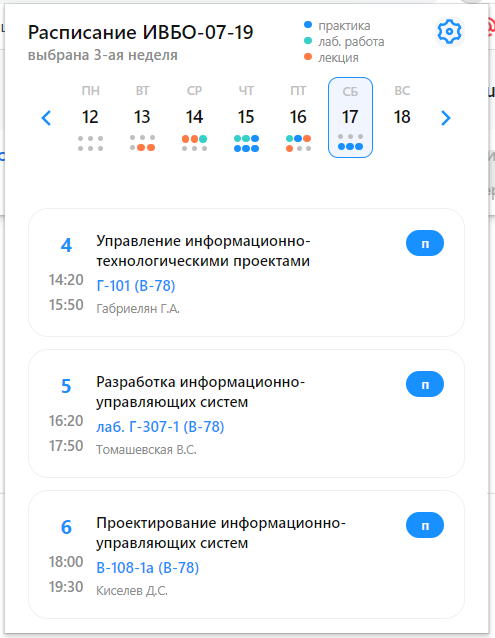 Расписание ИВБО-07-19
выбрана 3-ая неделя
практика
лаб. работа
лекция
ПН ВТ СР ЧТ ПТ СБ ВС
12 13 14 15 16 17 18
4
14:20
15:50
Управление информационно-
технологическими проектами
Г-101 (В-78)
Габриелян Г.А.
п
5
16:20
17:50
Разработка информационно-
управляющих систем
лаб. Г-307-1 (В-78)
Томашевская В.С.
п
6
18:00
19:30
Проектирование информационно-
управляющих систем
В-108-1а (В-78)
Киселев Д.С.
п